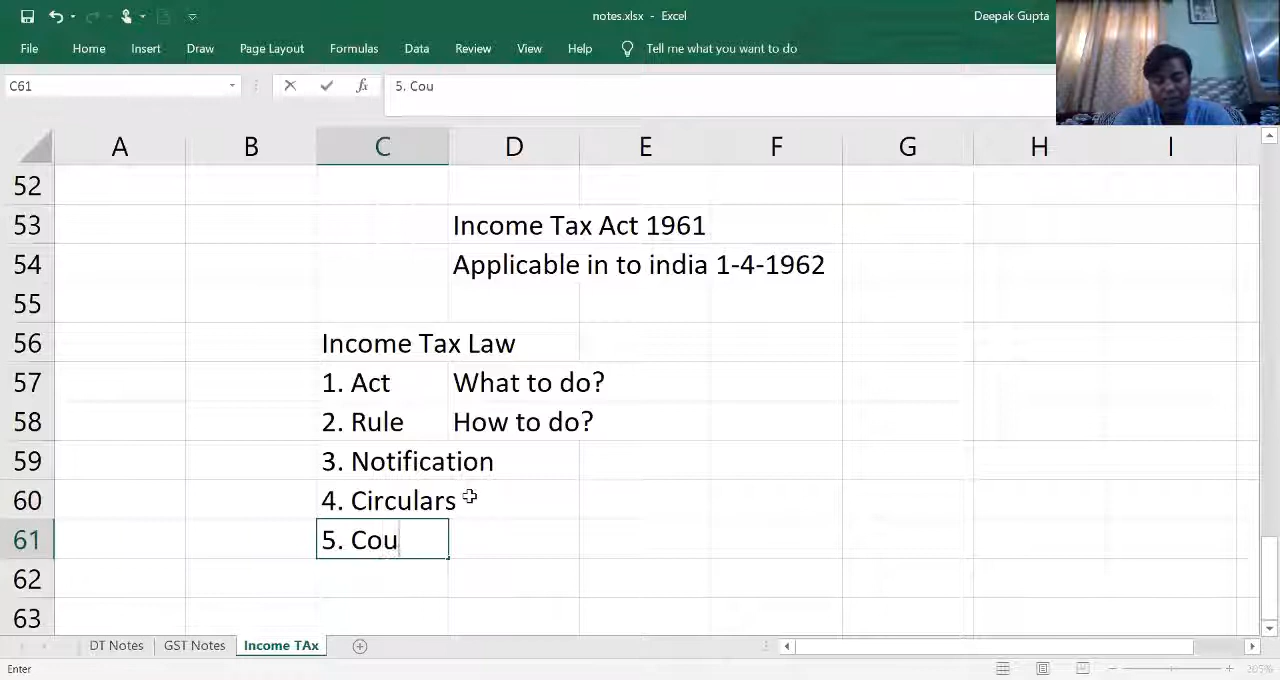 notes.xlsx - Excel
Deepak Gupta
File Home Insert Draw Page Layout Formulas Data Review View Help Tell me what you want to do
C61 fx 5. Cou
A B C D E F G H I
52
53 Income Tax Act 1961
54 Applicable in to india 1-4-1962
55
56 Income Tax Law
57 1. Act What to do?
58 2. Rule How to do?
59 3. Notification
60 4. Circulars
61 5. Cou
62
63
DT Notes GST Notes Income TAx
Enter 205%